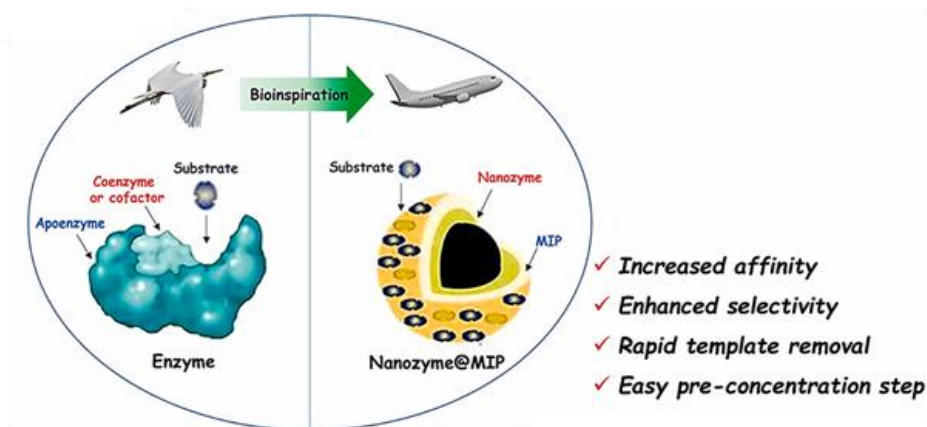 Bioinspiration
Substrate
Coenzyme
or cofactor
Apoenzyme
Enzyme
Substrate
Nanozyme
MIP
Nanozyme@MIP
✓ Increased affinity
✓ Enhanced selectivity
✓ Rapid template removal
✓ Easy pre-concentration step